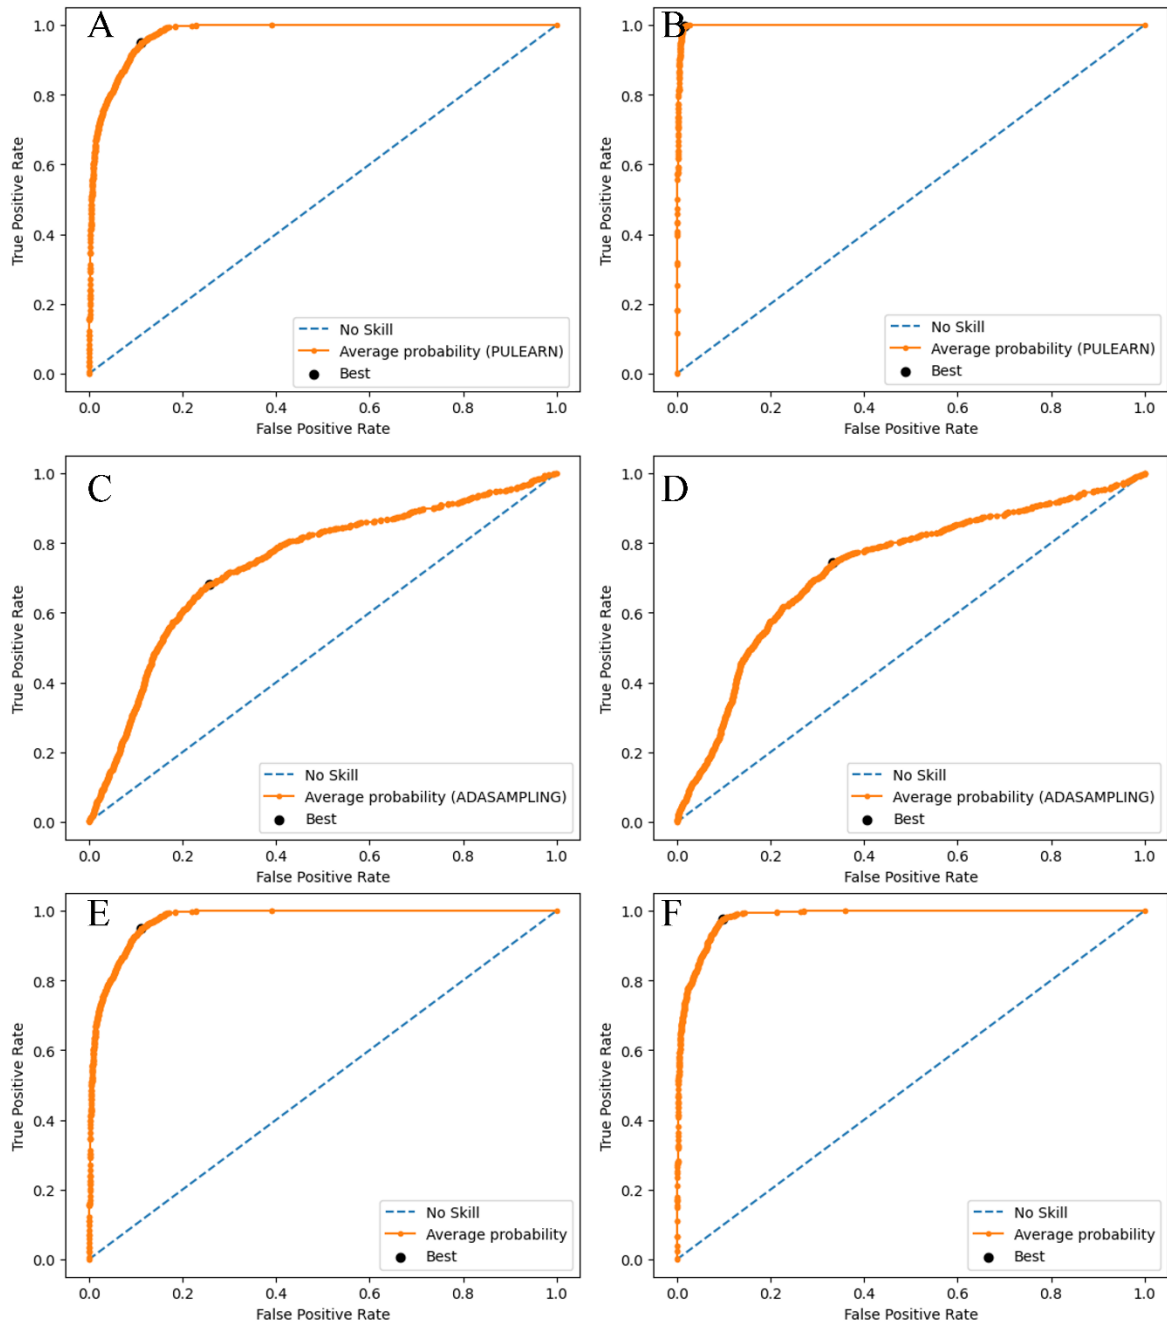 A
1.0
0.8
0.6
0.4
0.2
0.0
True Positive Rate
0.0 0.2 0.4 0.6 0.8 1.0
False Positive Rate
No Skill
Average probability (PULEARN)
Best
B
1.0
0.8
0.6
0.4
0.2
0.0
True Positive Rate
0.0 0.2 0.4 0.6 0.8 1.0
False Positive Rate
No Skill
Average probability (PULEARN)
Best
C
1.0
0.8
0.6
0.4
0.2
0.0
True Positive Rate
0.0 0.2 0.4 0.6 0.8 1.0
False Positive Rate
No Skill
Average probability (ADASAMPLING)
Best
D
1.0
0.8
0.6
0.4
0.2
0.0
True Positive Rate
0.0 0.2 0.4 0.6 0.8 1.0
False Positive Rate
No Skill
Average probability (ADASAMPLING)
Best
E
1.0
0.8
0.6
0.4
0.2
0.0
True Positive Rate
0.0 0.2 0.4 0.6 0.8 1.0
False Positive Rate
No Skill
Average probability
Best
F
1.0
0.8
0.6
0.4
0.2
0.0
True Positive Rate
0.0 0.2 0.4 0.6 0.8 1.0
False Positive Rate
No Skill
Average probability
Best